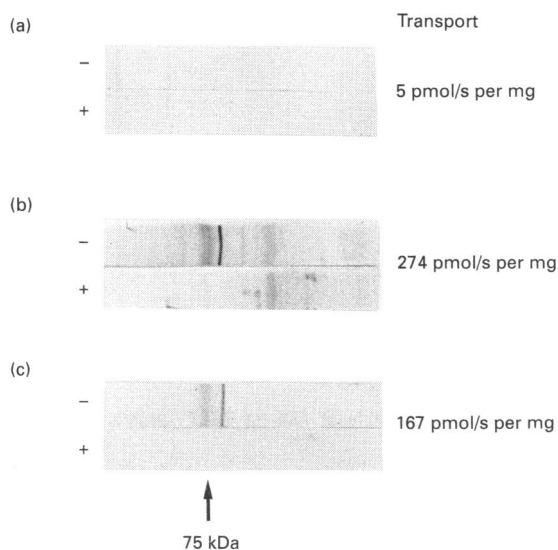 (a)
Transport
–
5 pmol/s per mg
+
(b)
–
274 pmol/s per mg
+
(c)
–
167 pmol/s per mg
+
75 kDa